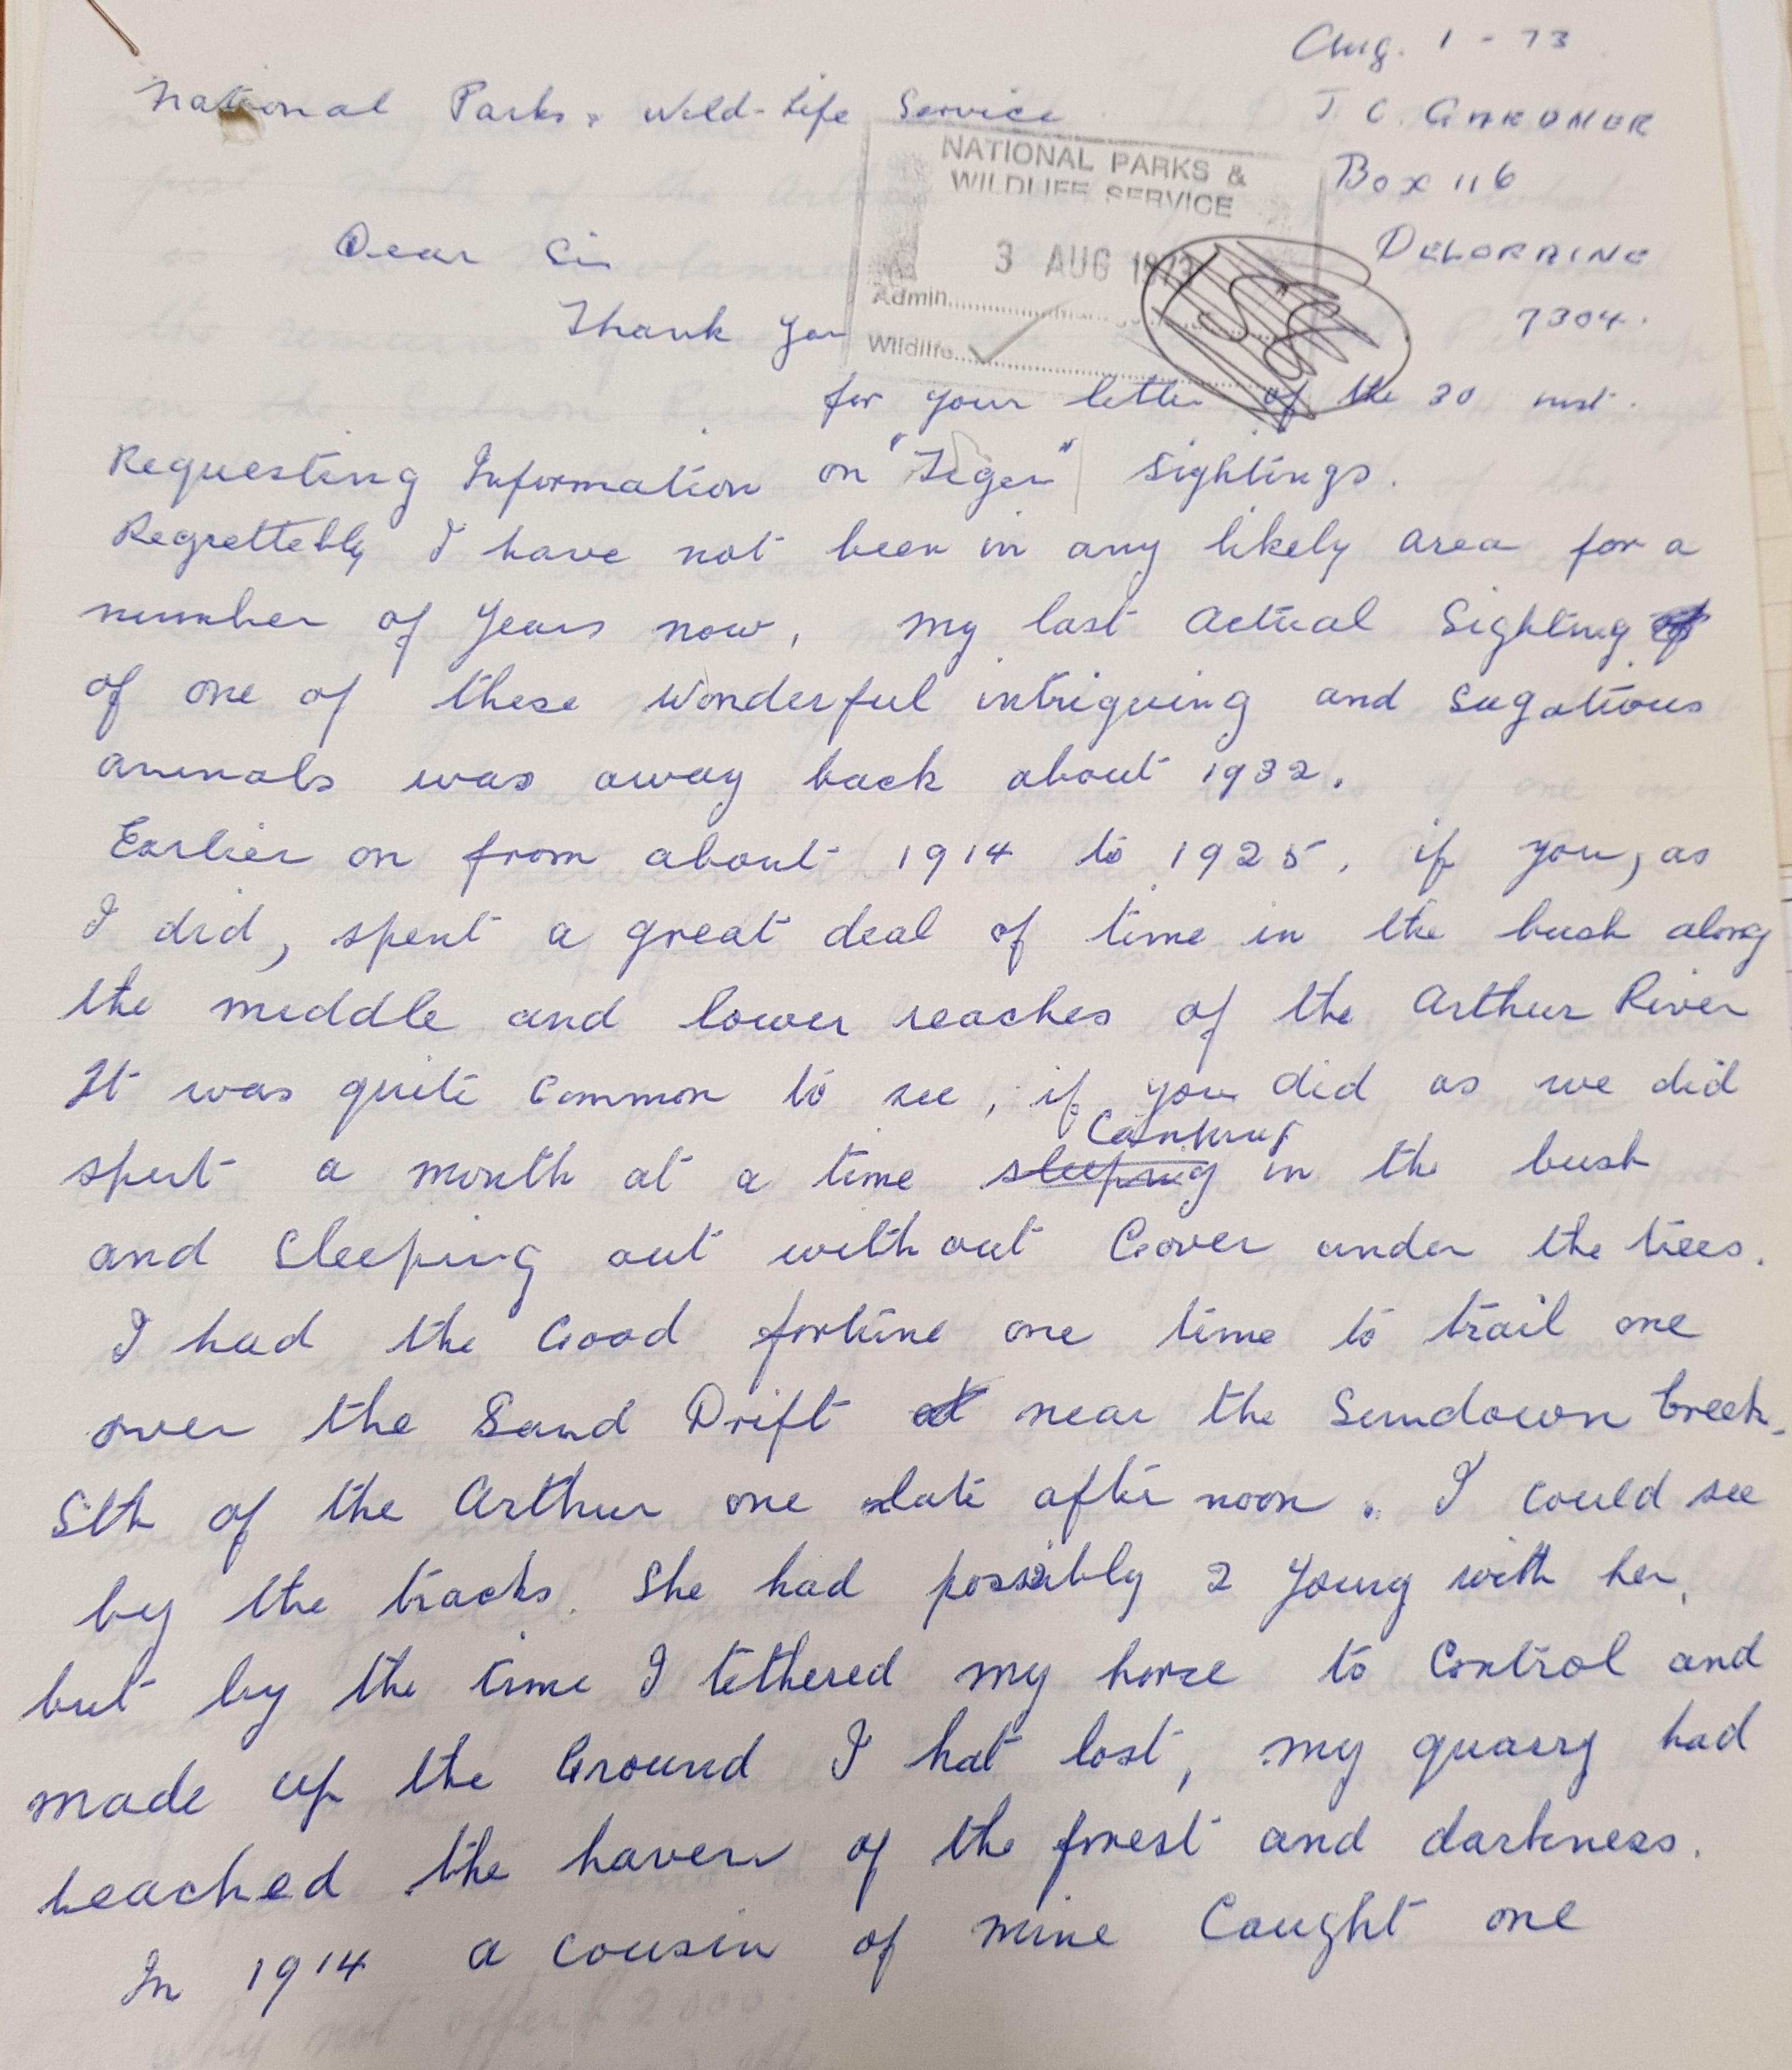 Aug. 1 - 73
National Parks & Wild-Life Service
J. C. GARDNER
NATIONAL PARKS &
WILDLIFE SERVICE
Box 116
Dear Sir
3 AUG 1973
DELORAINE
Admin.
7304.
Thank you
Wildlife
for your letter of the 30 inst.
Requesting Information on "Tiger" sightings.
Regrettebly I have not been in any likely area for a
number of years now, my last actual Sighting
of one of these wonderful intriguing and sagatious
animals was away back about 1932.
Earlier on from about 1914 to 1925, if you, as
I did, spent a great deal of time in the bush along
the middle and lower reaches of the Arthur River
It was quite common to see, if you did as we did
Camping
spent a month at a time sleeping in the bush
and Sleeping out without Cover under the trees.
I had the Good fortune one time to trail one
over the Sand Drift at near the Sundown Creek
Sth of the Arthur one late afternoon. I could see
by the tracks. She had possibly 2 young with her,
but by the time I tethered my horse to Control and
made up the Ground I hat lost, my quarry had
reached the haven of the forest and darkness.
In 1914 a cousin of mine Caught one